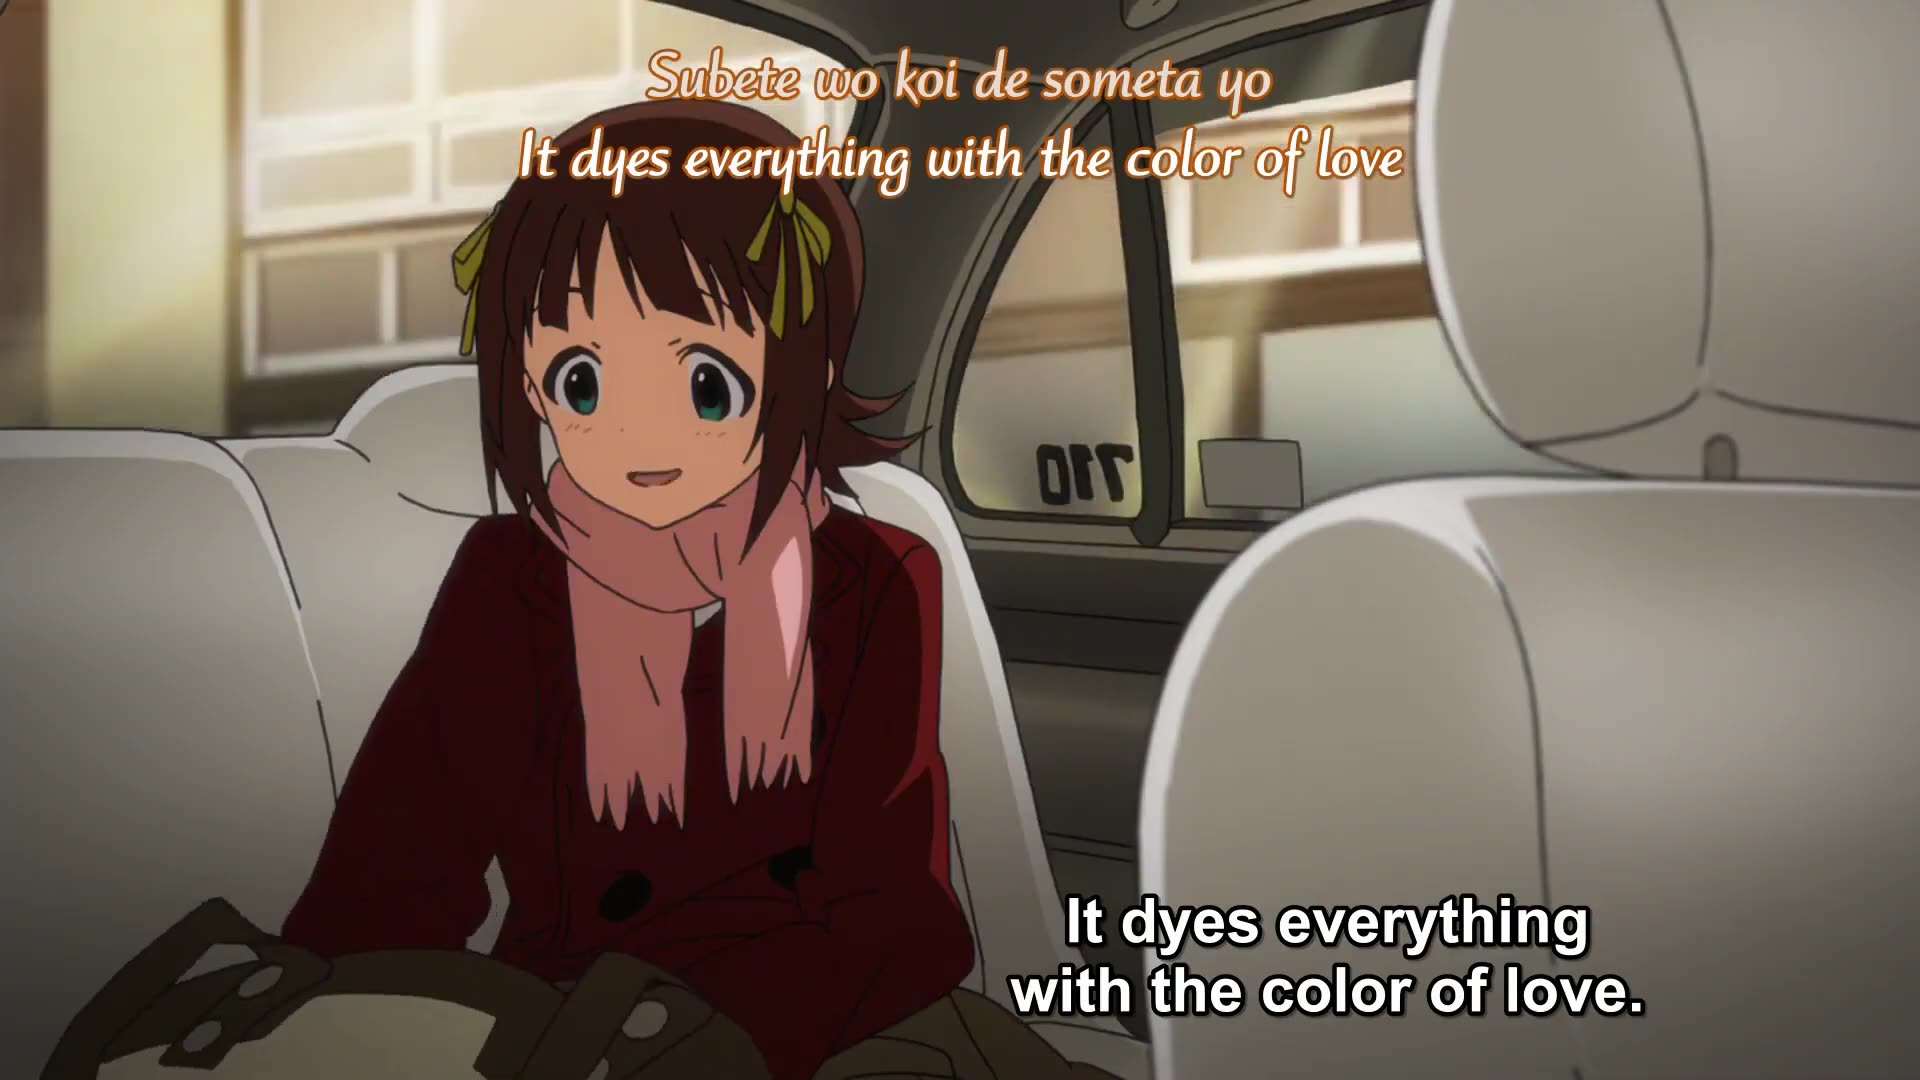 Subete wo koi de someta yo
It dyes everything with the color of love
710
It dyes everything
with the color of love.